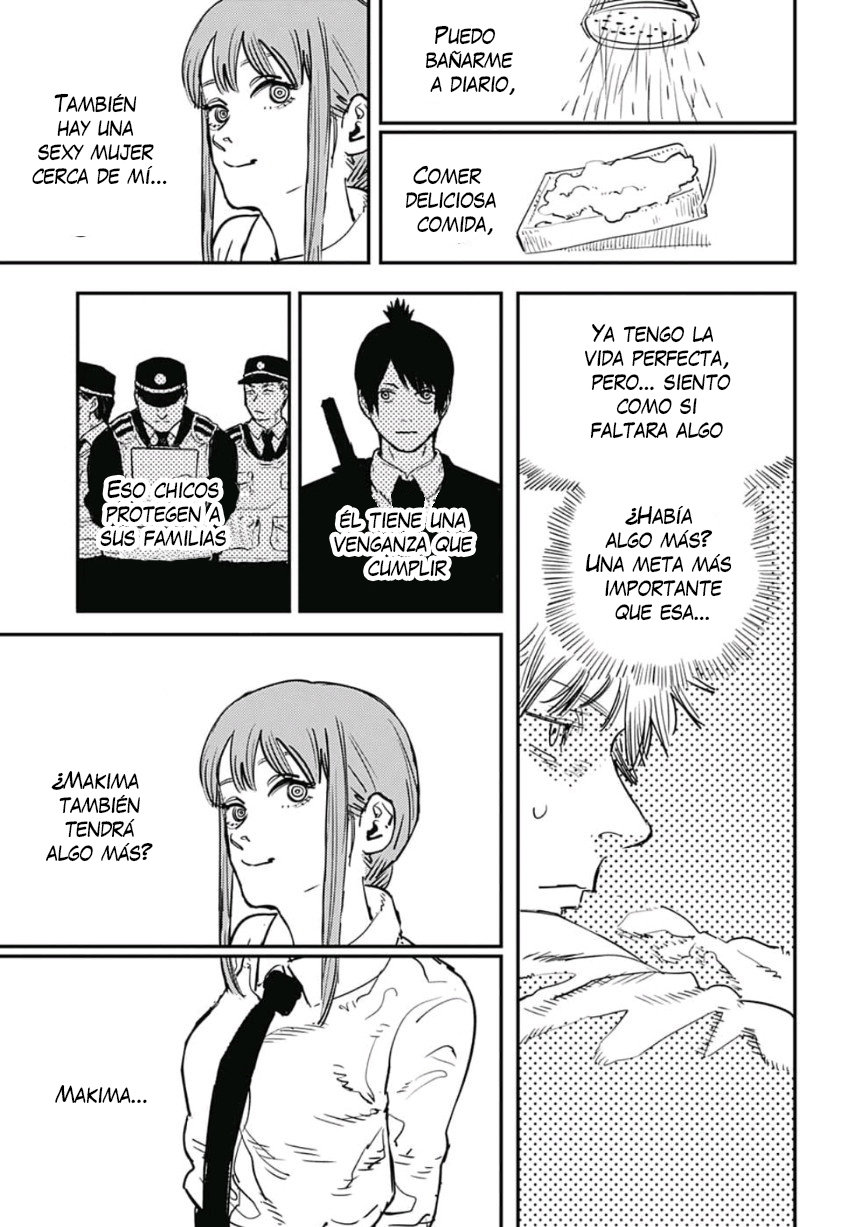 Puedo
bañarme
a diario,
Comer
deliciosa
comida,
También
hay una
sexy mujer
cerca de mí...
Ya tengo la
vida perfecta,
pero... siento
como si
faltara algo
¿Había
algo más?
Una meta más
importante
que esa...
Él tiene una
venganza que
cumplir
Eso chicos
protegen a
sus familias
¿Makima
también
tendrá
algo más?
Makima...